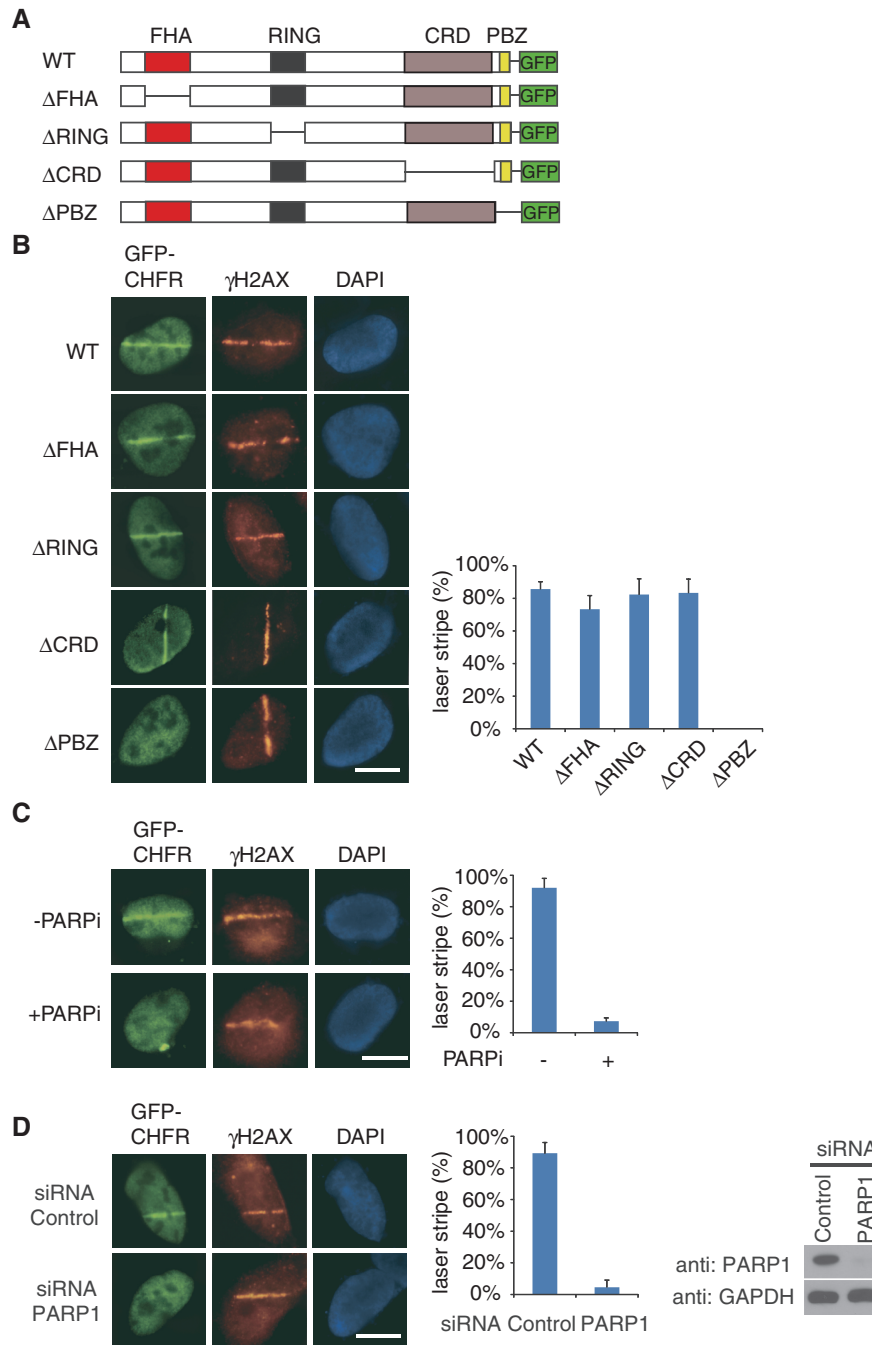 A
FHA RING CRD PBZ
WT GFP
ΔFHA GFP
ΔRING GFP
ΔCRD GFP
ΔPBZ GFP
B
GFP-
CHFR γH2AX DAPI
WT
ΔFHA
ΔRING
ΔCRD
ΔPBZ
laser stripe (%)
100%
80%
60%
40%
20%
0%
WT ΔFHA ΔRING ΔCRD ΔPBZ
C
GFP-
CHFR γH2AX DAPI
-PARPi
+PARPi
laser stripe (%)
100%
80%
60%
40%
20%
0%
PARPi - +
D
GFP-
CHFR γH2AX DAPI
siRNA
Control
siRNA
PARP1
laser stripe (%)
100%
80%
60%
40%
20%
0%
siRNA Control PARP1
siRNA
Control PARP1
anti: PARP1
anti: GAPDH